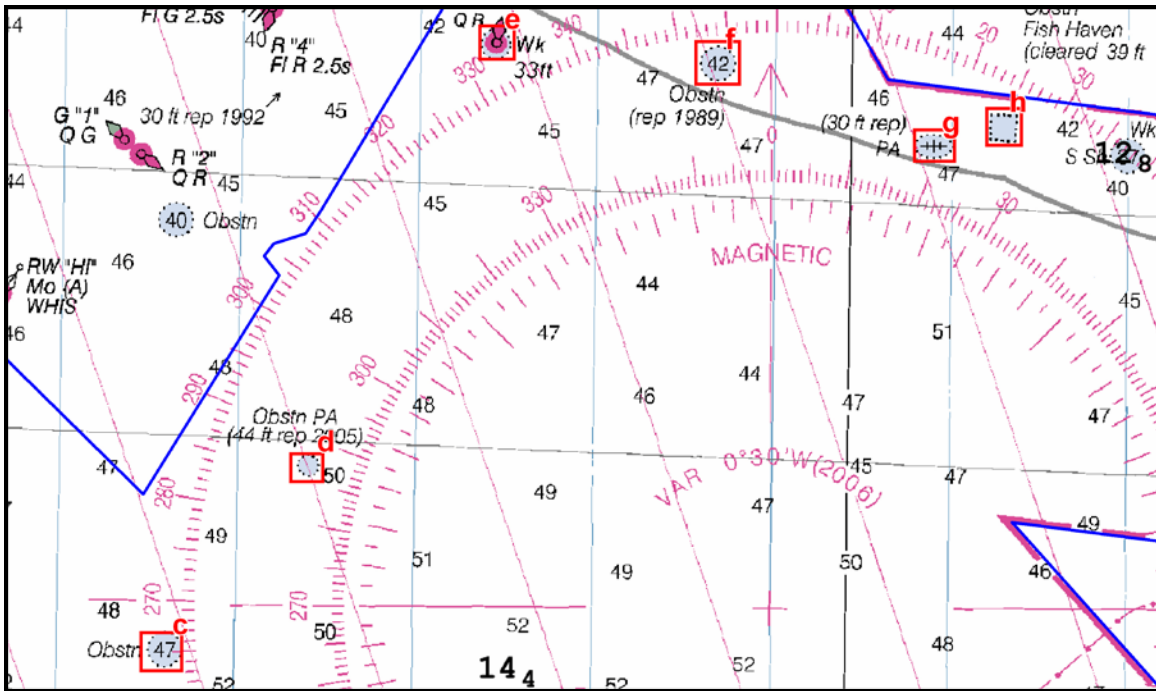 Fl G 2.5s
40
R "4"
Fl R 2.5s
42
Q R
e
Wk
33ft
340
330
f
42
Obstn
(rep 1989)
47
20
44
Obstn
Fish Haven
(cleared 39 ft
30
44
46
G "1"
Q G
30 ft rep 1992
45
320
45
47
0
46
(30 ft rep)
PA
g
h
42
Wk
12 8
40
47
R "2"
Q R
44
45
310
45
330
30
40
Obstn
46
MAGNETIC
RW "HI"
Mo (A)
WHIS
300
44
45
46
48
47
51
48
290
300
44
46
48
47
47
Obstn PA
(44 ft rep 2005)
d
50
47
280
49
VAR 0°30'W(2006)
45
47
47
49
49
51
49
50
46
48
270
270
c
Obstn
47
50
52
48
14 4
52
52
47